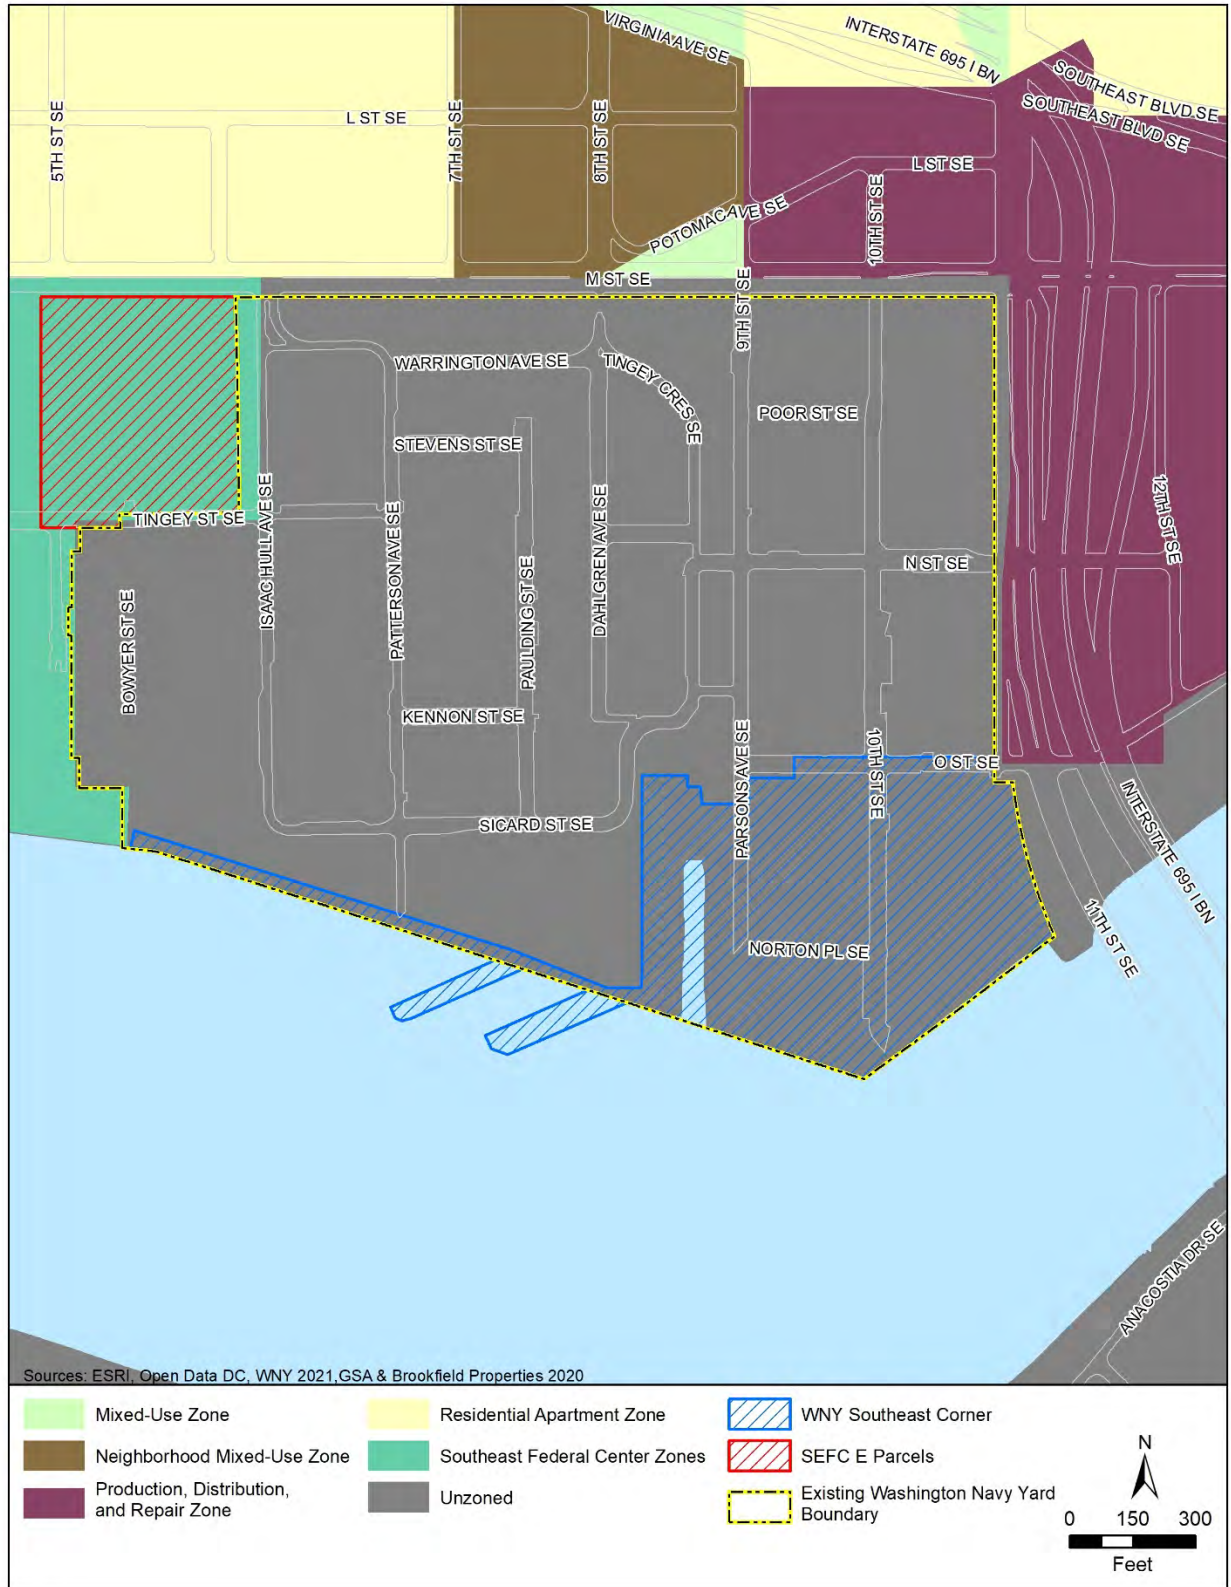 VIRGINIA AVE SE
INTERSTATE 695 I BN
SOUTHEAST BLVD SE
SOUTHEAST BLVD SE
5TH ST SE
L ST SE
7TH ST SE
8TH ST SE
L ST SE
10TH ST SE
POTOMAC AVE SE
M ST SE
9TH ST SE
WARRINGTON AVE SE
TINGEY CRES SE
POOR ST SE
STEVENS ST SE
ISAAC HULL AVE SE
TINGEY ST SE
PATTERSON AVE SE
PAULDING ST SE
DAHLGREN AVE SE
N ST SE
12TH ST SE
BOWYER ST SE
KENNON ST SE
PARSONS AVE SE
10TH ST SE
O ST SE
SICARD ST SE
INTERSTATE 695 I BN
11TH ST SE
NORTON PL SE
ANACOSTIA DR SE
Sources: ESRI, Open Data DC, WNY 2021,GSA & Brookfield Properties 2020
Mixed-Use Zone
Neighborhood Mixed-Use Zone
Production, Distribution,
and Repair Zone
Residential Apartment Zone
Southeast Federal Center Zones
Unzoned
WNY Southeast Corner
SEFC E Parcels
Existing Washington Navy Yard
Boundary
N
0 150 300
Feet